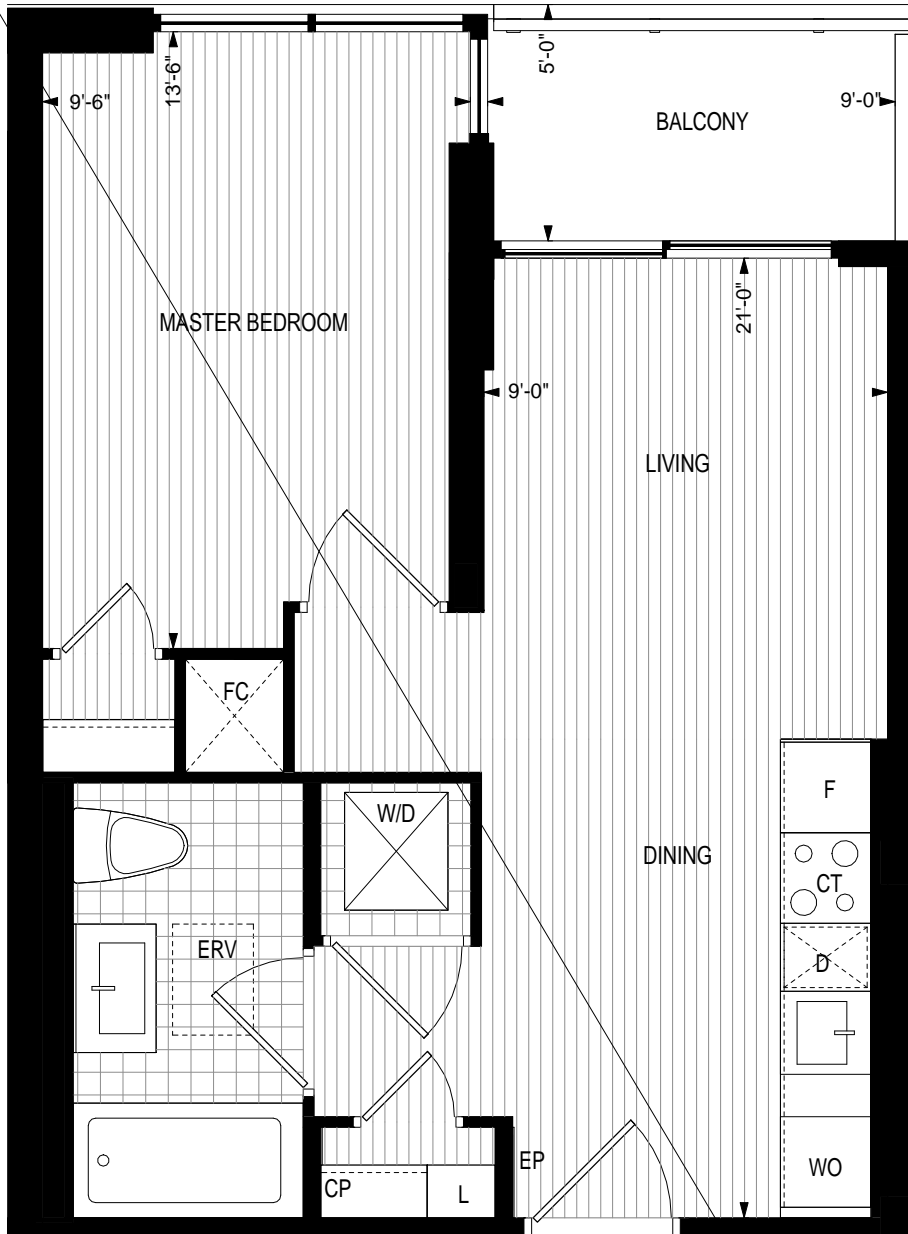 5'-0"
13'-6"
9'-6"
9'-0"
BALCONY
21'-0"
MASTER BEDROOM
9'-0"
LIVING
FC
F
W/D
DINING
CT
ERV
D
EP
WO
CP
L